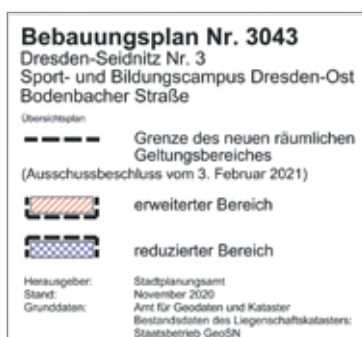 Bebauungsplan Nr. 3043
Dresden-Seidnitz Nr. 3
Sport- und Bildungscampus Dresden-Ost
Bodenbacher Straße
Übersichtsplan
Grenze des neuen räumlichen
Geltungsbereiches
(Ausschussbeschluss vom 3. Februar 2021)
erweiterter Bereich
reduzierter Bereich
Herausgeber: Stadtplanungsamt
Stand: November 2020
Grunddaten: Amt für Geodaten und Kataster
Bestandsdaten des Liegenschaftskatasters:
Staatsbetrieb GeoSN